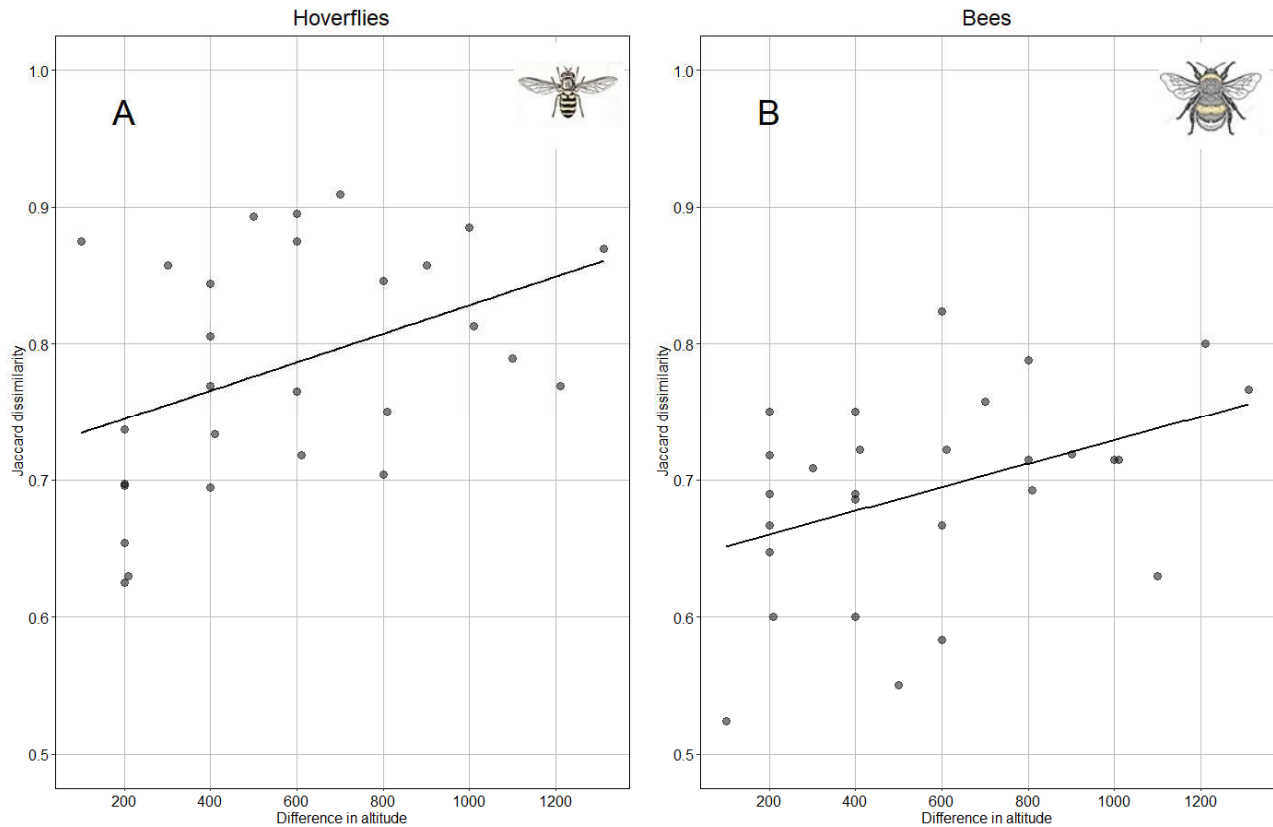 Hoverflies
A
Jaccard dissimilarity
1.0
0.9
0.8
0.7
0.6
0.5
200 400 600 800 1000 1200
Difference in altitude
Bees
B
Jaccard dissimilarity
1.0
0.9
0.8
0.7
0.6
0.5
200 400 600 800 1000 1200
Difference in altitude